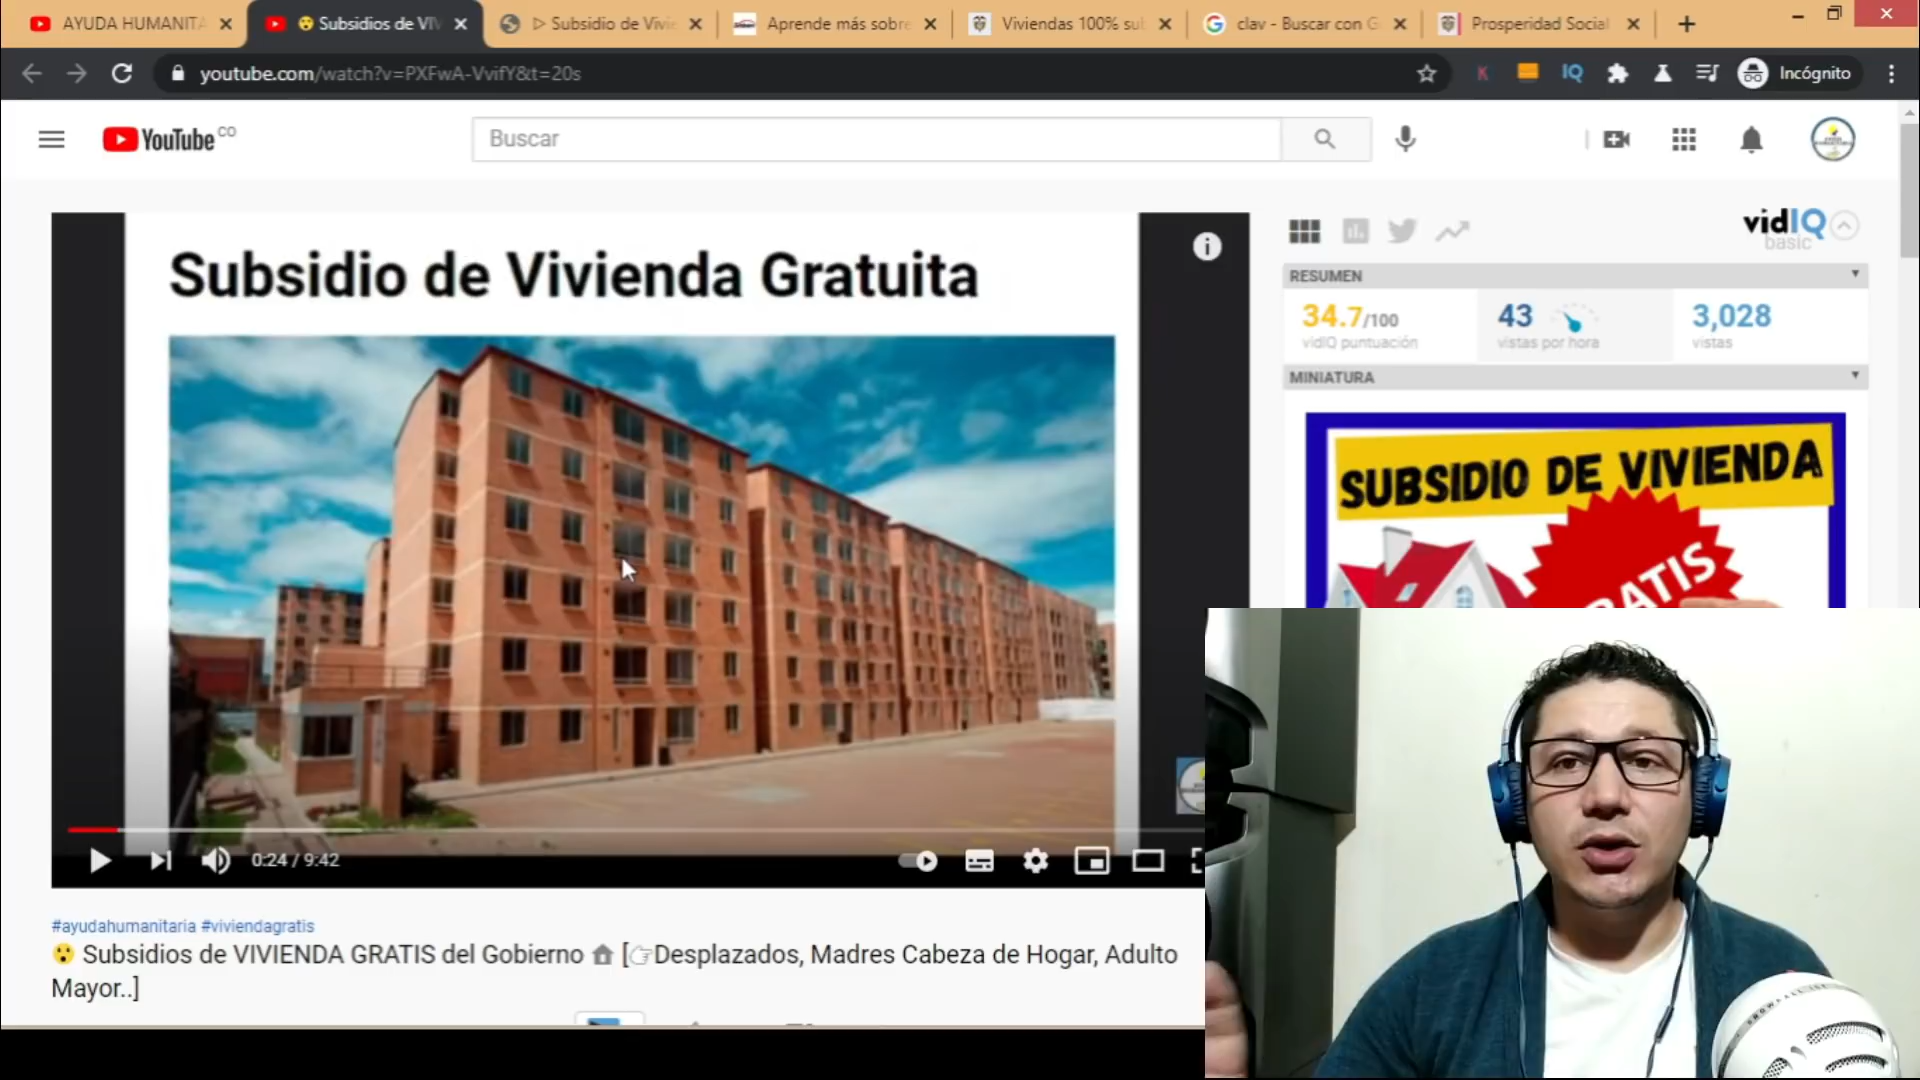 AYUDA HUMANITA
Subsidios de VIV
Subsidio de Vivie
Aprende más sobre
Viviendas 100% su
clav - Buscar con G
Prosperidad Social
youtube.com/watch?v=PXFwA-VvifY&t=20s
K
IQ
Incógnito
YouTube CO
Buscar
Subsidio de Vivienda Gratuita
vidIQ
basic
RESUMEN
34.7/100
vidIQ puntuación
43
vistas por hora
3,028
vistas
MINIATURA
SUBSIDIO DE VIVIENDA
0:24 / 9:42
#ayudahumanitaria #viviendagratis
😮 Subsidios de VIVIENDA GRATIS del Gobierno 🏠 [👉Desplazados, Madres Cabeza de Hogar, Adulto
Mayor..]